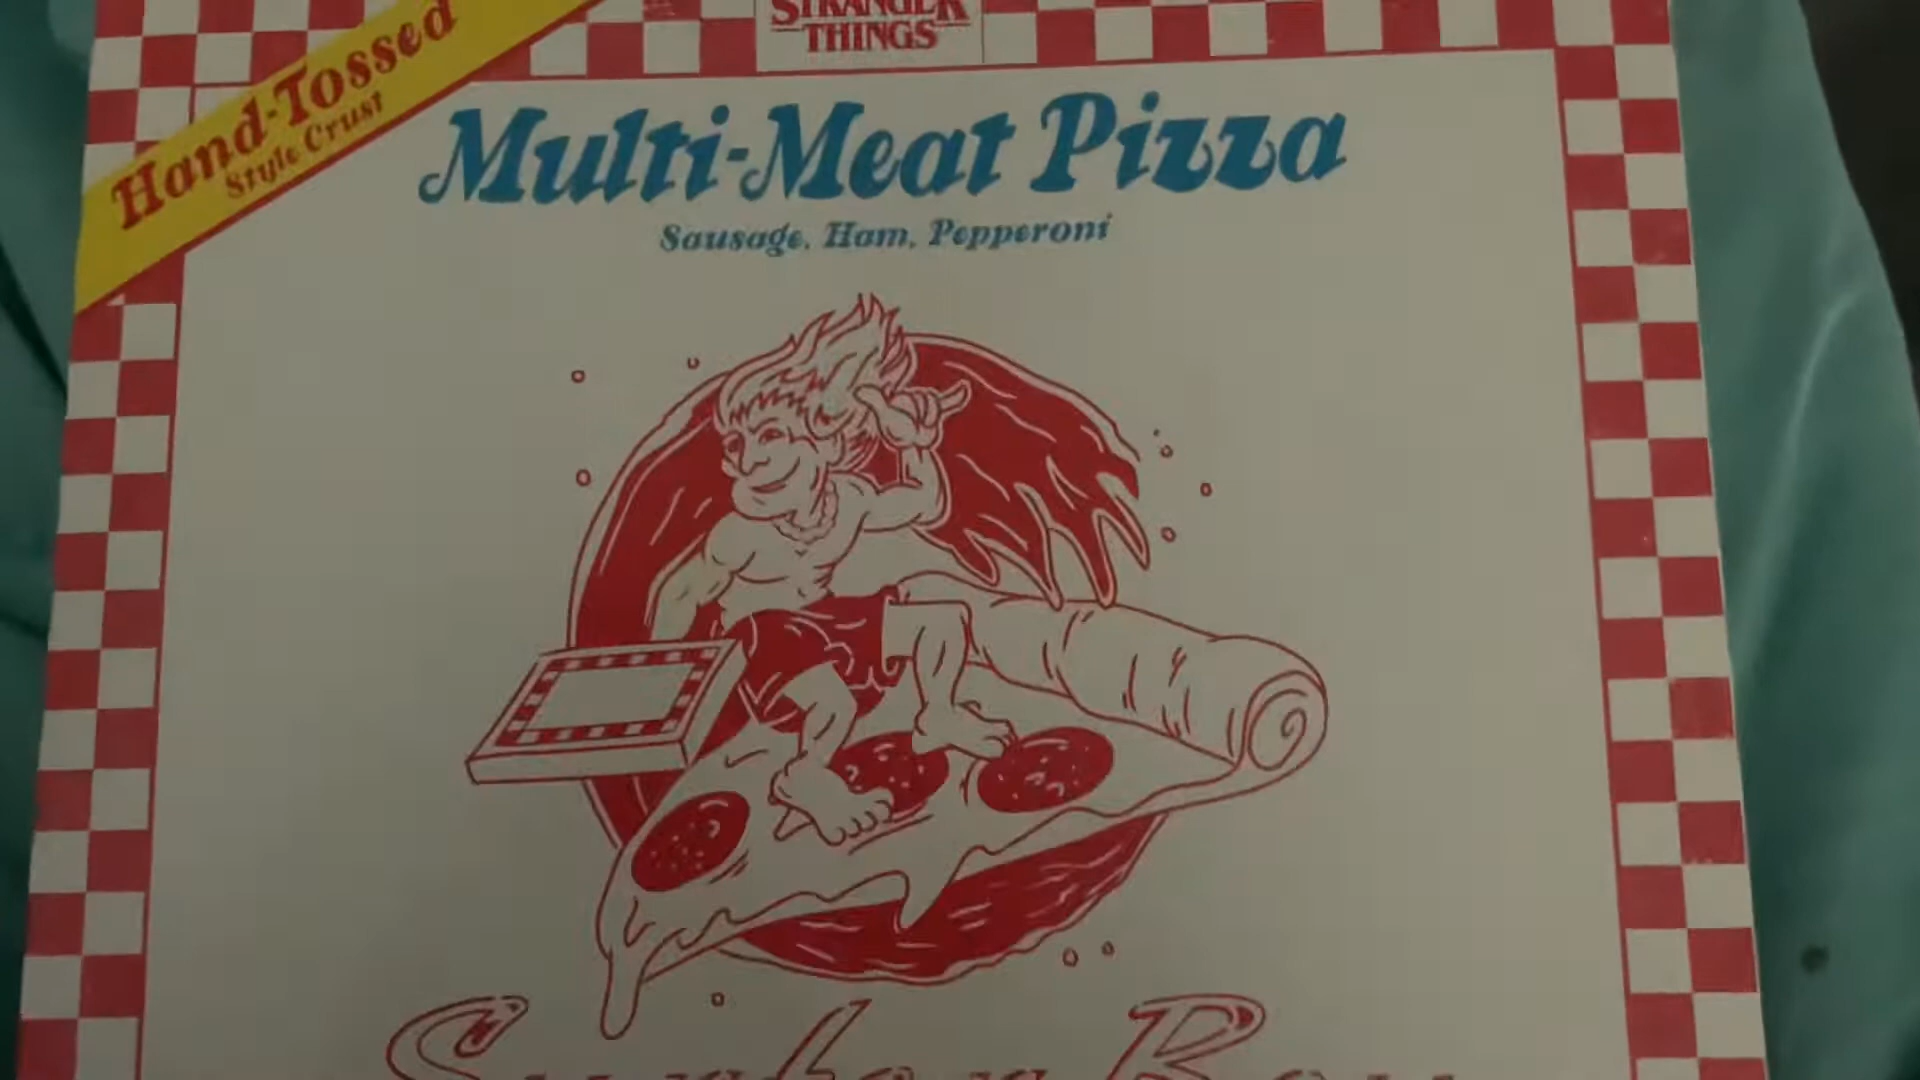 STRANGER
THINGS
Hand-Tossed
Style Crust
Multi-Meat Pizza
Sausage, Ham, Pepperoni